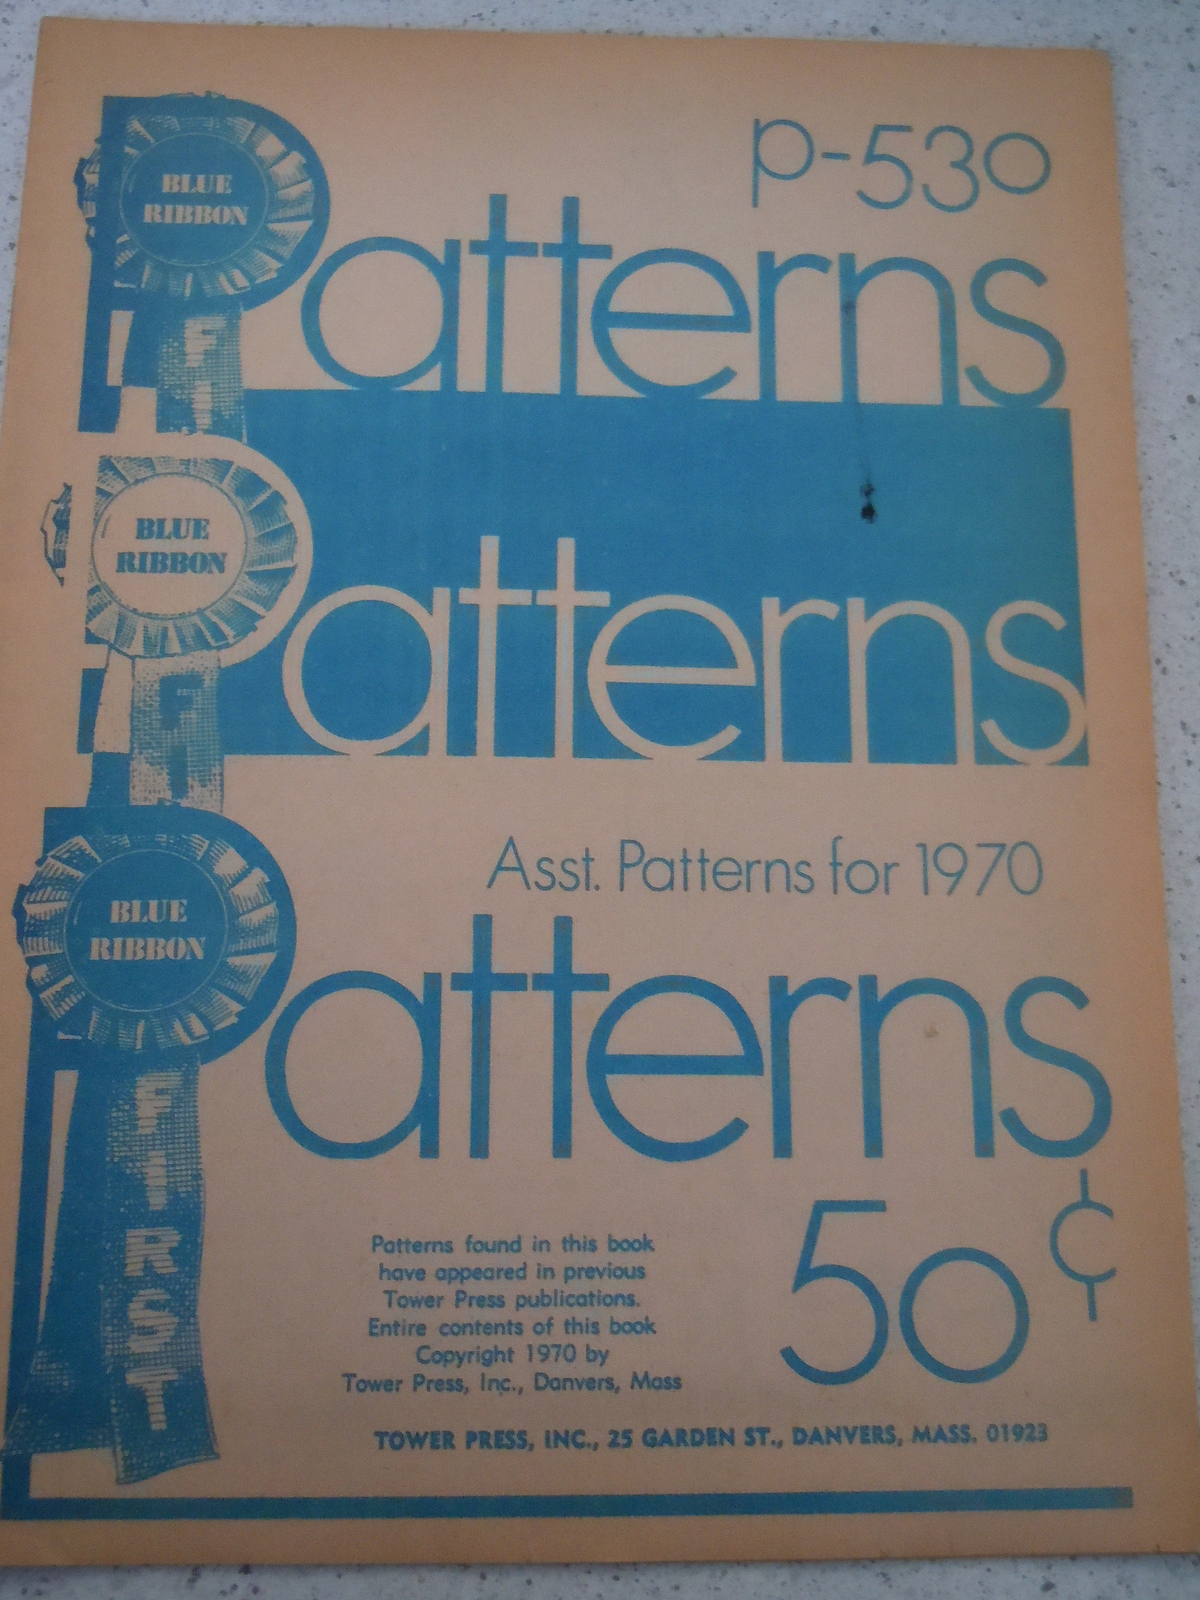 p-530
BLUE
RIBBON
Patterns
FI
BLUE
RIBBON
Patterns
FI
Asst. Patterns for 1970
BLUE
RIBBON
Patterns
FIRST
50¢
Patterns found in this book
have appeared in previous
Tower Press publications.
Entire contents of this book
Copyright 1970 by
Tower Press, Inc., Danvers, Mass
TOWER PRESS, INC., 25 GARDEN ST., DANVERS, MASS. 01923